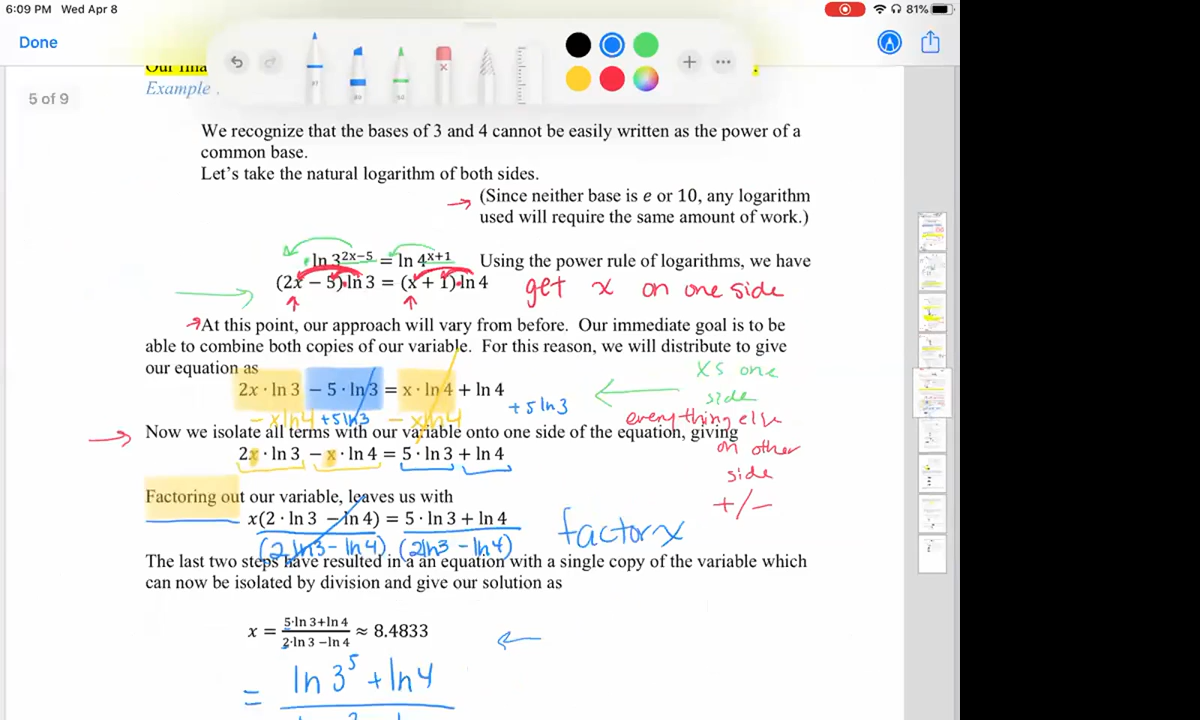 6:09 PM Wed Apr 8
81%
Done
5 of 9
Our fina
Example
We recognize that the bases of 3 and 4 cannot be easily written as the power of a
common base.
Let's take the natural logarithm of both sides.
→ (Since neither base is e or 10, any logarithm
used will require the same amount of work.)
ln 3^{2x−5} = ln 4^{x+1} Using the power rule of logarithms, we have
(2x − 5)·ln 3 = (x + 1)·ln 4 get x on one side
→At this point, our approach will vary from before. Our immediate goal is to be
able to combine both copies of our variable. For this reason, we will distribute to give
our equation as
2x · ln 3 − 5 · ln 3 = x · ln 4 + ln 4
− xln4 +5ln3 − xln4 +5ln3
xs one
side
everything else
on other
side
+/−
Now we isolate all terms with our variable onto one side of the equation, giving
2x · ln 3 − x · ln 4 = 5 · ln 3 + ln 4
Factoring out our variable, leaves us with
x(2 · ln 3 − ln 4) = 5 · ln 3 + ln 4 factor x
(2ln3 − ln4) (2ln3 − ln4)
The last two steps have resulted in a an equation with a single copy of the variable which
can now be isolated by division and give our solution as
x = 5·ln 3+ln 4 / 2·ln 3−ln 4 ≈ 8.4833
= ln 3^5 + ln 4